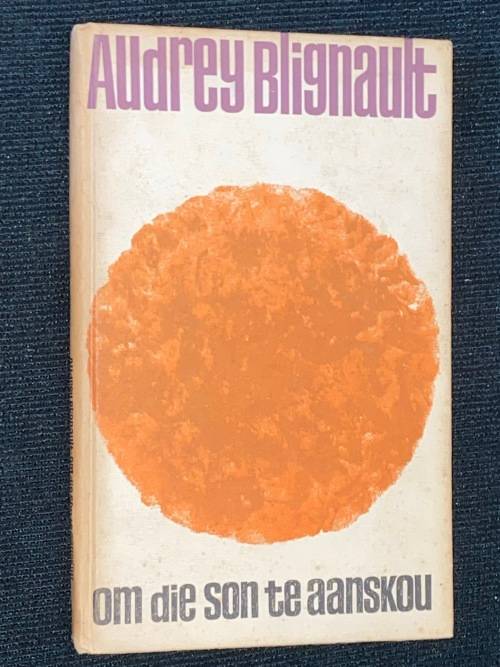 Audrey Blignault
om die son te aanskou